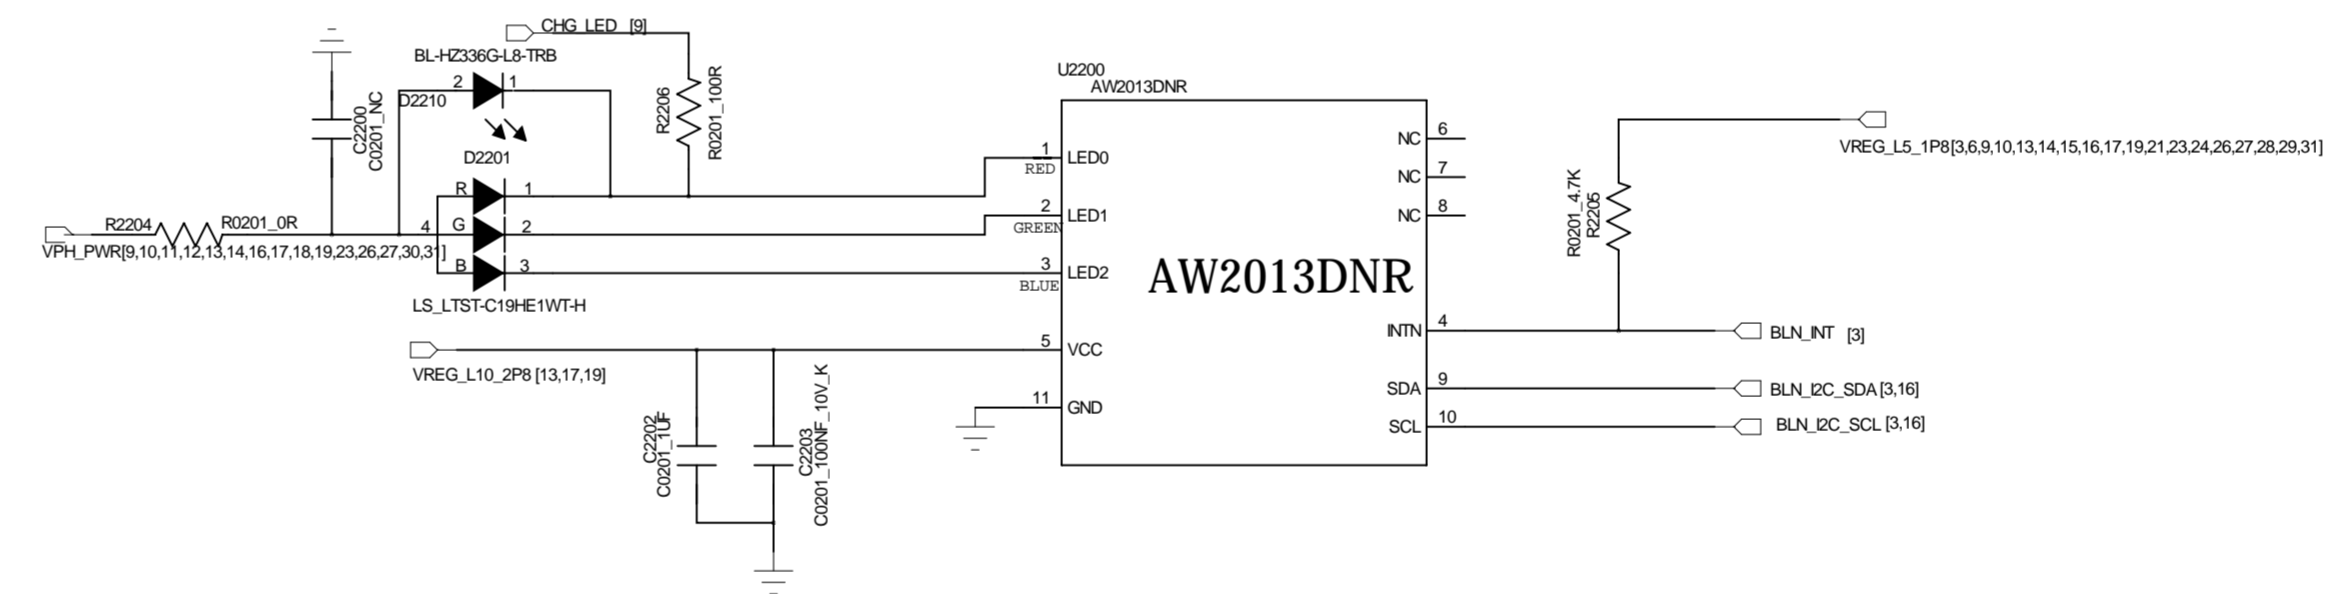 CHG_LED [9]
BL-HZ336G-L8-TRB
2
1
D2210
C2200
C0201_NC
R2206
R0201_100R
D2201
R
1
G
2
B
3
4
R2204
R0201_0R
VPH_PWR[9,10,11,12,13,14,16,17,18,19,23,26,27,30,31]
LS_LTST-C19HE1WT-H
VREG_L10_2P8 [13,17,19]
C2202
C0201_1UF
C2203
C0201_100NF_10V_K
U2200
AW2013DNR
1
LED0
RED
2
LED1
GREEN
3
LED2
BLUE
5
VCC
11
GND
AW2013DNR
NC
6
NC
7
NC
8
INTN
4
SDA
9
SCL
10
R0201_4.7K
R2205
VREG_L5_1P8[3,6,9,10,13,14,15,16,17,19,21,23,24,26,27,28,29,31]
BLN_INT [3]
BLN_I2C_SDA [3,16]
BLN_I2C_SCL [3,16]